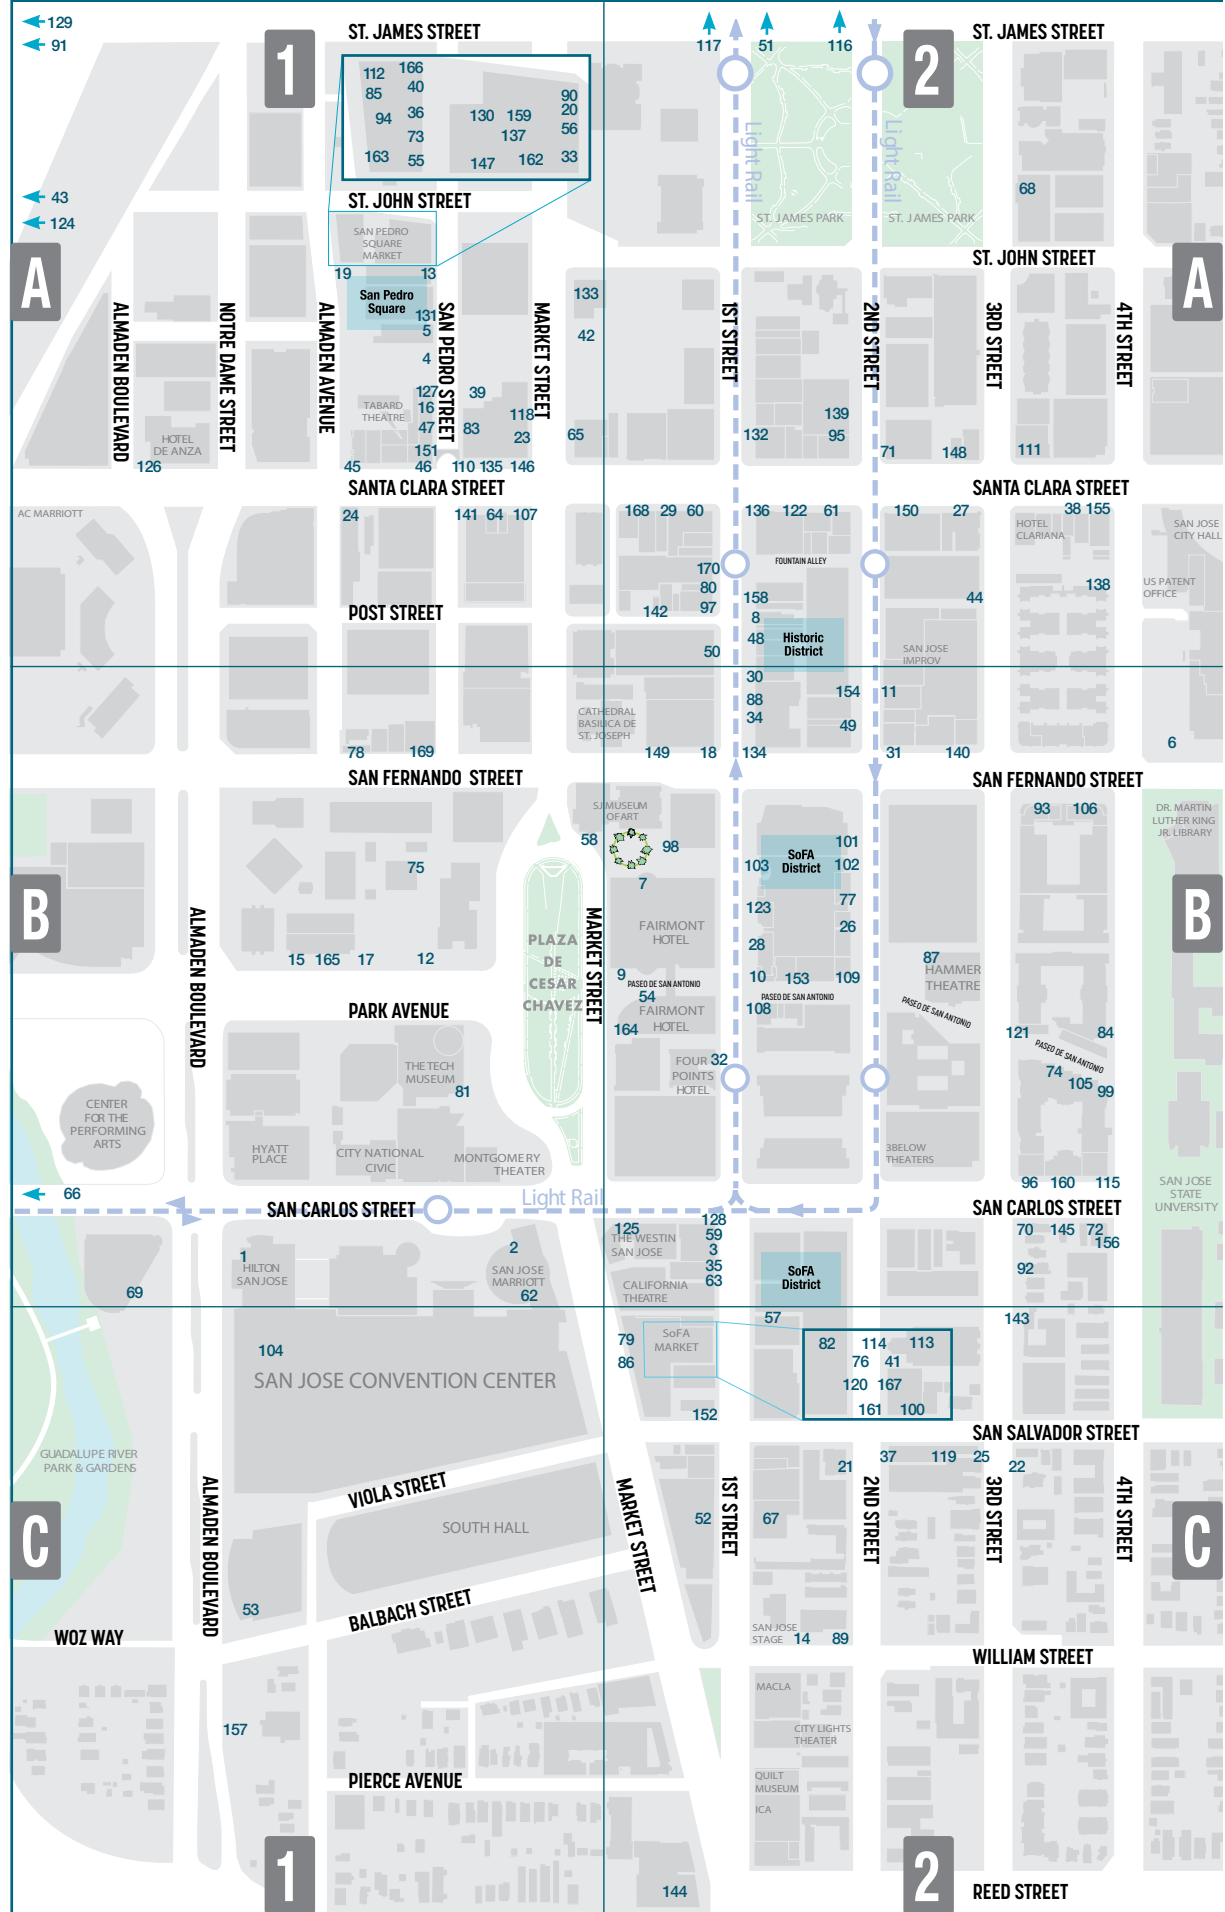 129
91
1
ST. JAMES STREET
117
51
116
2
ST. JAMES STREET
112
166
85
40
94
36
73
163
55
130
159
137
147
162
90
20
56
33
Light Rail
Light Rail
43
124
ST. JOHN STREET
68
ST. JAMES PARK
ST. JAMES PARK
SAN PEDRO
SQUARE
MARKET
A
ST. JOHN STREET
A
19
13
San Pedro
Square
131
5
4
133
42
ALMADEN BOULEVARD
NOTRE DAME STREET
ALMADEN AVENUE
SAN PEDRO STREET
MARKET STREET
1ST STREET
2ND STREET
3RD STREET
4TH STREET
127
16
47
151
39
83
118
23
TABARD
THEATRE
HOTEL
DE ANZA
126
45
46
110
135
146
65
132
139
95
71
148
111
SANTA CLARA STREET
SANTA CLARA STREET
AC MARRIOTT
24
141
64
107
168
29
60
136
122
61
150
27
38
155
HOTEL
CLARIANA
SAN JOSE
CITY HALL
FOUNTAIN ALLEY
170
80
97
142
158
8
48
44
138
US PATENT
OFFICE
POST STREET
50
Historic
District
SAN JOSE
IMPROV
30
88
34
154
11
49
CATHEDRAL
BASILICA DE
ST. JOSEPH
78
169
149
18
134
31
140
6
SAN FERNANDO STREET
SAN FERNANDO STREET
SJ MUSEUM
OF ART
58
98
7
75
SoFA
District
101
103
102
123
77
26
28
93
106
DR. MARTIN
LUTHER KING
JR. LIBRARY
B
B
ALMADEN BOULEVARD
MARKET STREET
PLAZA
DE
CESAR
CHAVEZ
FAIRMONT
HOTEL
15
165
17
12
9
PASEO DE SAN ANTONIO
54
FAIRMONT
HOTEL
164
10
153
109
PASEO DE SAN ANTONIO
108
87
HAMMER
THEATRE
PASEO DE SAN ANTONIO
121
84
PASEO DE SAN ANTONIO
74
105
99
PARK AVENUE
THE TECH
MUSEUM
81
FOUR
POINTS
HOTEL
32
CENTER
FOR THE
PERFORMING
ARTS
HYATT
PLACE
CITY NATIONAL
CIVIC
MONTGOMERY
THEATER
3BELOW
THEATERS
96
160
115
SAN JOSE
STATE
UNIVERSITY
66
Light Rail
SAN CARLOS STREET
SAN CARLOS STREET
1
HILTON
SAN JOSE
2
SAN JOSE
MARRIOTT
62
125
THE WESTIN
SAN JOSE
128
59
3
35
63
CALIFORNIA
THEATRE
SoFA
District
70
145
72
156
92
69
104
SAN JOSE CONVENTION CENTER
79
86
SoFA
MARKET
57
82
114
113
76
41
120
167
161
100
143
152
SAN SALVADOR STREET
GUADALUPE RIVER
PARK & GARDENS
VIOLA STREET
SOUTH HALL
21
37
119
25
22
C
C
ALMADEN BOULEVARD
MARKET STREET
1ST STREET
2ND STREET
3RD STREET
4TH STREET
52
67
53
BALBACH STREET
SAN JOSE
STAGE
14
89
WOZ WAY
WILLIAM STREET
MACLA
CITY LIGHTS
THEATER
157
PIERCE AVENUE
QUILT
MUSEUM
ICA
1
144
2
REED STREET